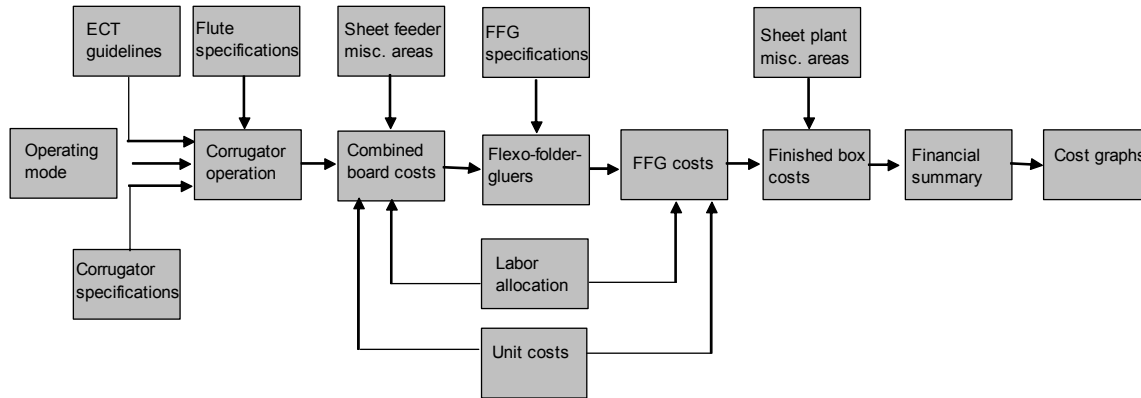 ECT
guidelines
Flute
specifications
Sheet feeder
misc. areas
FFG
specifications
Sheet plant
misc. areas
Operating
mode
Corrugator
operation
Combined
board costs
Flexo-folder-
gluers
FFG costs
Finished box
costs
Financial
summary
Cost graphs
Corrugator
specifications
Labor
allocation
Unit costs